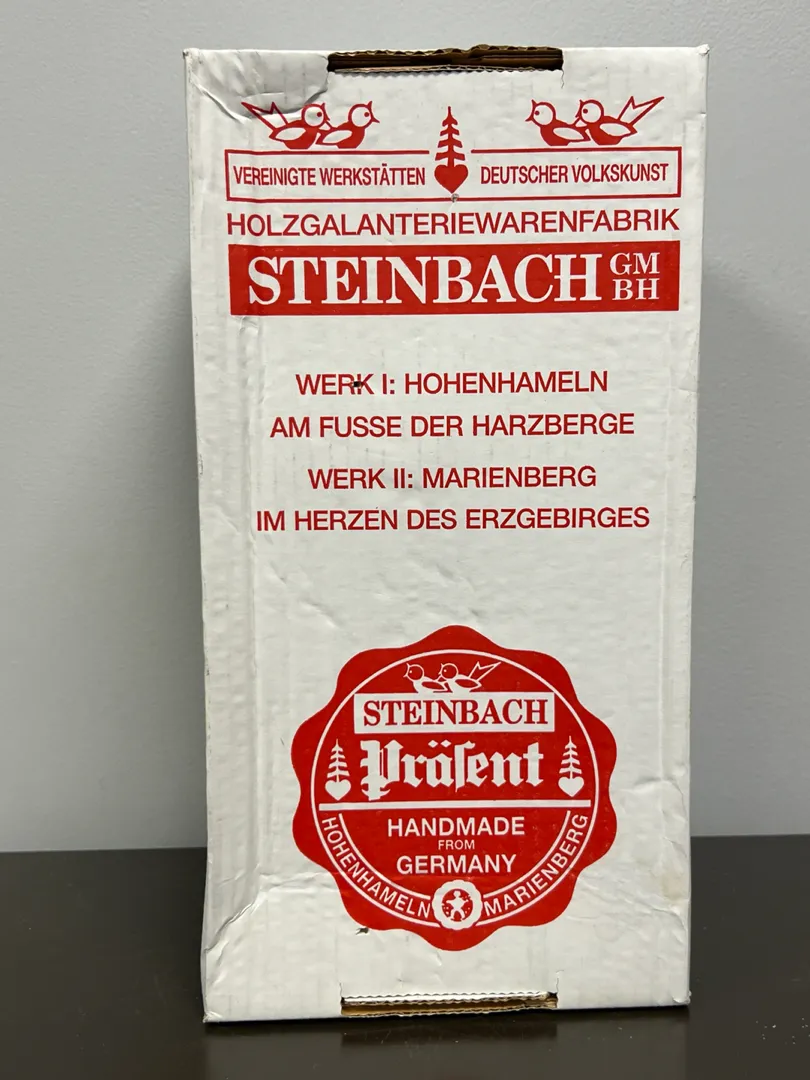 VEREINIGTE WERKSTÄTTEN DEUTSCHER VOLKSKUNST
HOLZGALANTERIEWARENFABRIK
STEINBACH GM BH
WERK I: HOHENHAMELN
AM FUSSE DER HARZBERGE
WERK II: MARIENBERG
IM HERZEN DES ERZGEBIRGES
STEINBACH
Präſent
HANDMADE
FROM
GERMANY
HOHENHAMELN MARIENBERG